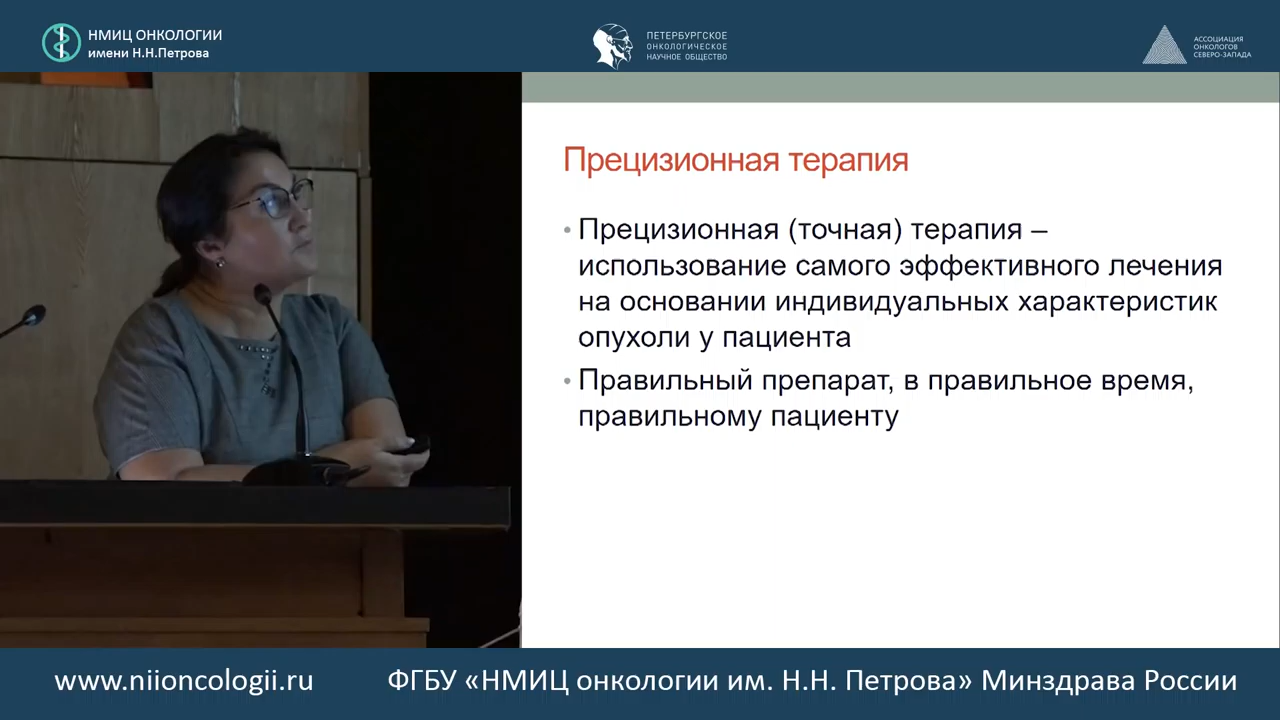 НМИЦ ОНКОЛОГИИ
имени Н.Н.Петрова
ПЕТЕРБУРГСКОЕ
ОНКОЛОГИЧЕСКОЕ
НАУЧНОЕ ОБЩЕСТВО
АССОЦИАЦИЯ
ОНКОЛОГОВ
СЕВЕРО-ЗАПАДА
Прецизионная терапия
• Прецизионная (точная) терапия –
использование самого эффективного лечения
на основании индивидуальных характеристик
опухоли у пациента
• Правильный препарат, в правильное время,
правильному пациенту
www.niioncologii.ru
ФГБУ «НМИЦ онкологии им. Н.Н. Петрова» Минздрава России